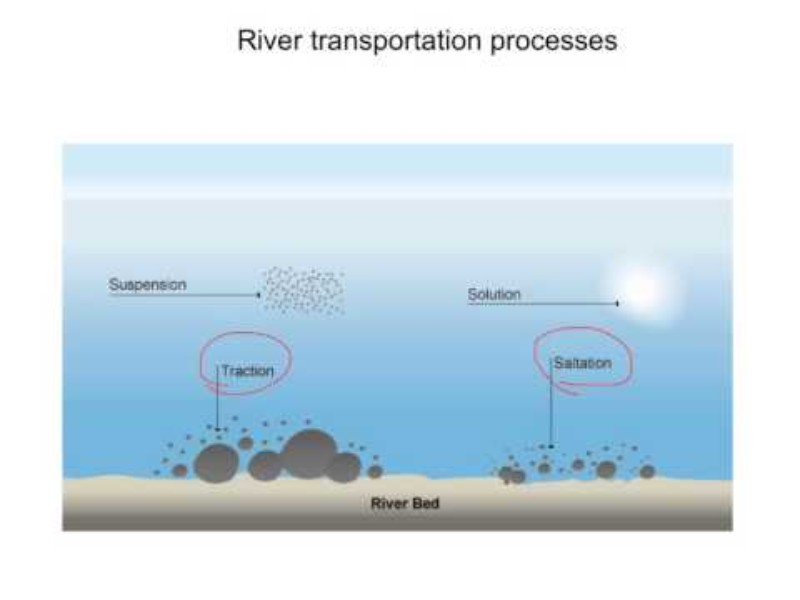 River transportation processes
Suspension
Solution
Traction
Saltation
River Bed